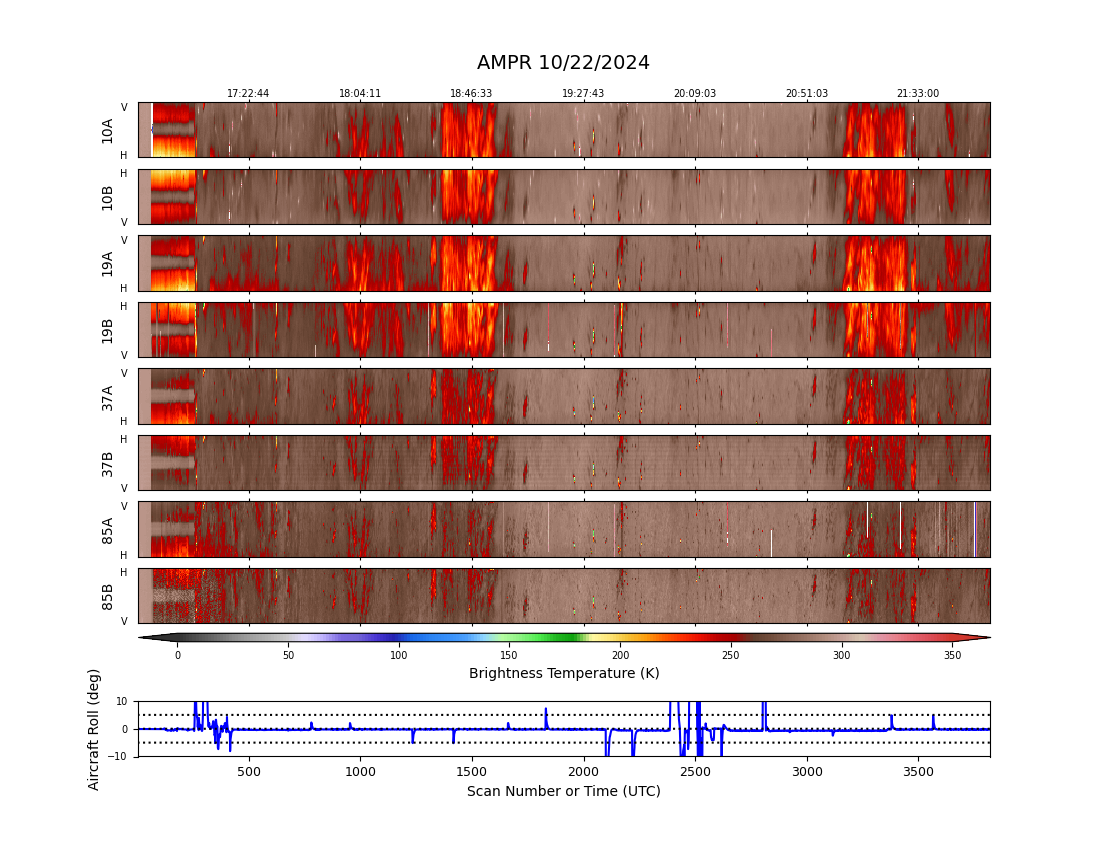 AMPR 10/22/2024
17:22:44 18:04:11 18:46:33 19:27:43 20:09:03 20:51:03 21:33:00
V
10A
H
H
10B
V
V
19A
H
H
19B
V
V
37A
H
H
37B
V
V
85A
H
H
85B
V
0 50 100 150 200 250 300 350
Brightness Temperature (K)
Aircraft Roll (deg)
10
0
−10
500 1000 1500 2000 2500 3000 3500
Scan Number or Time (UTC)